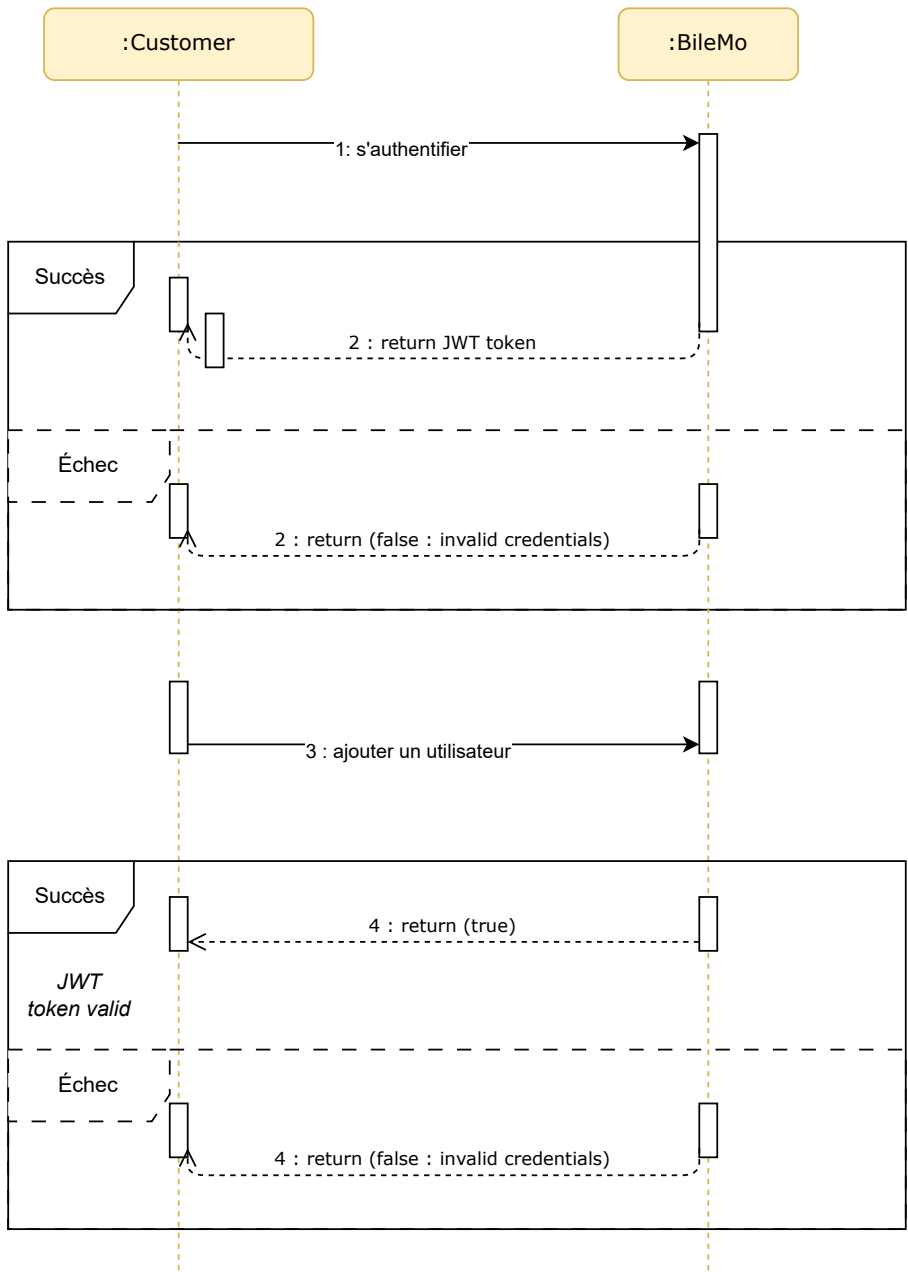 :Customer
:BileMo
1: s'authentifier
Succès
2 : return JWT token
Échec
2 : return (false : invalid credentials)
3 : ajouter un utilisateur
Succès
4 : return (true)
JWT
token valid
Échec
4 : return (false : invalid credentials)